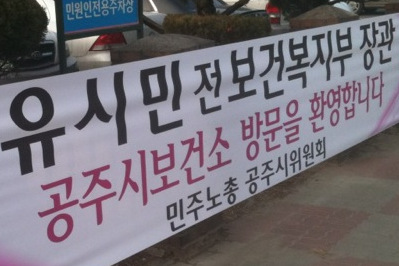 민원인전용주차장
유시민 전 보건복지부 장관
공주시보건소 방문을 환영합니다
민주노총 공주시위원회